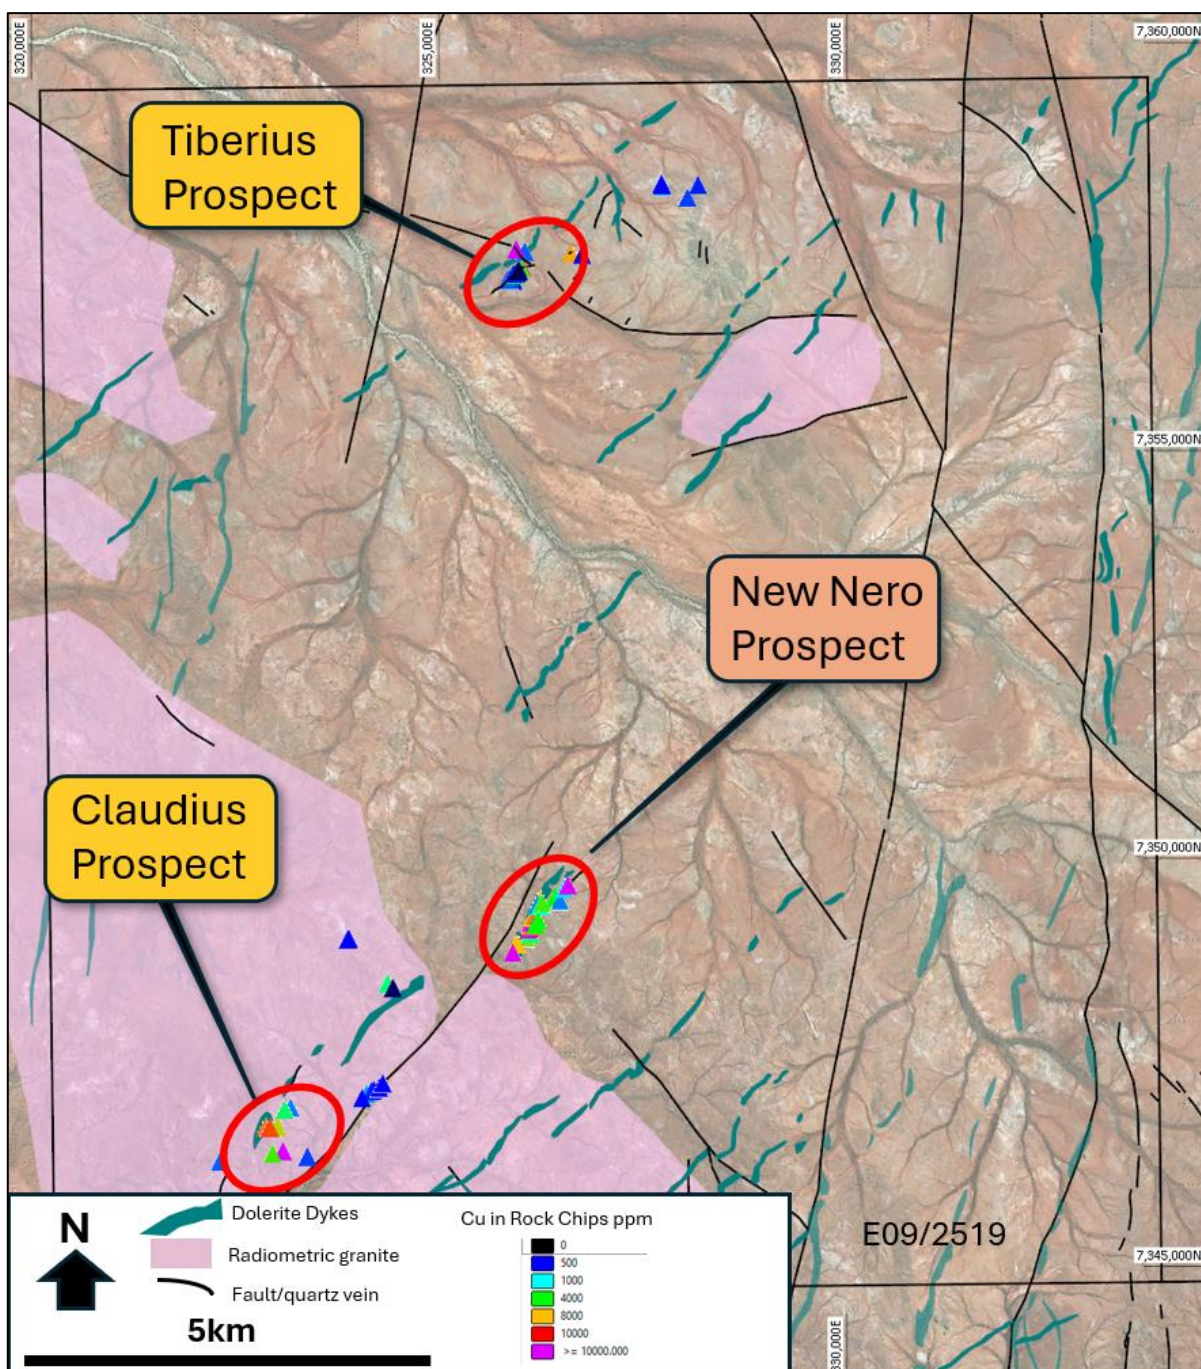 320,000E
325,000E
330,000E
7,360,000N
Tiberius
Prospect
7,355,000N
New Nero
Prospect
Claudius
Prospect
7,350,000N
E09/2519
7,345,000N
330,000E
N
Dolerite Dykes
Radiometric granite
Fault/quartz vein
5km
Cu in Rock Chips ppm
0
500
1000
4000
8000
10000
>= 10000.000